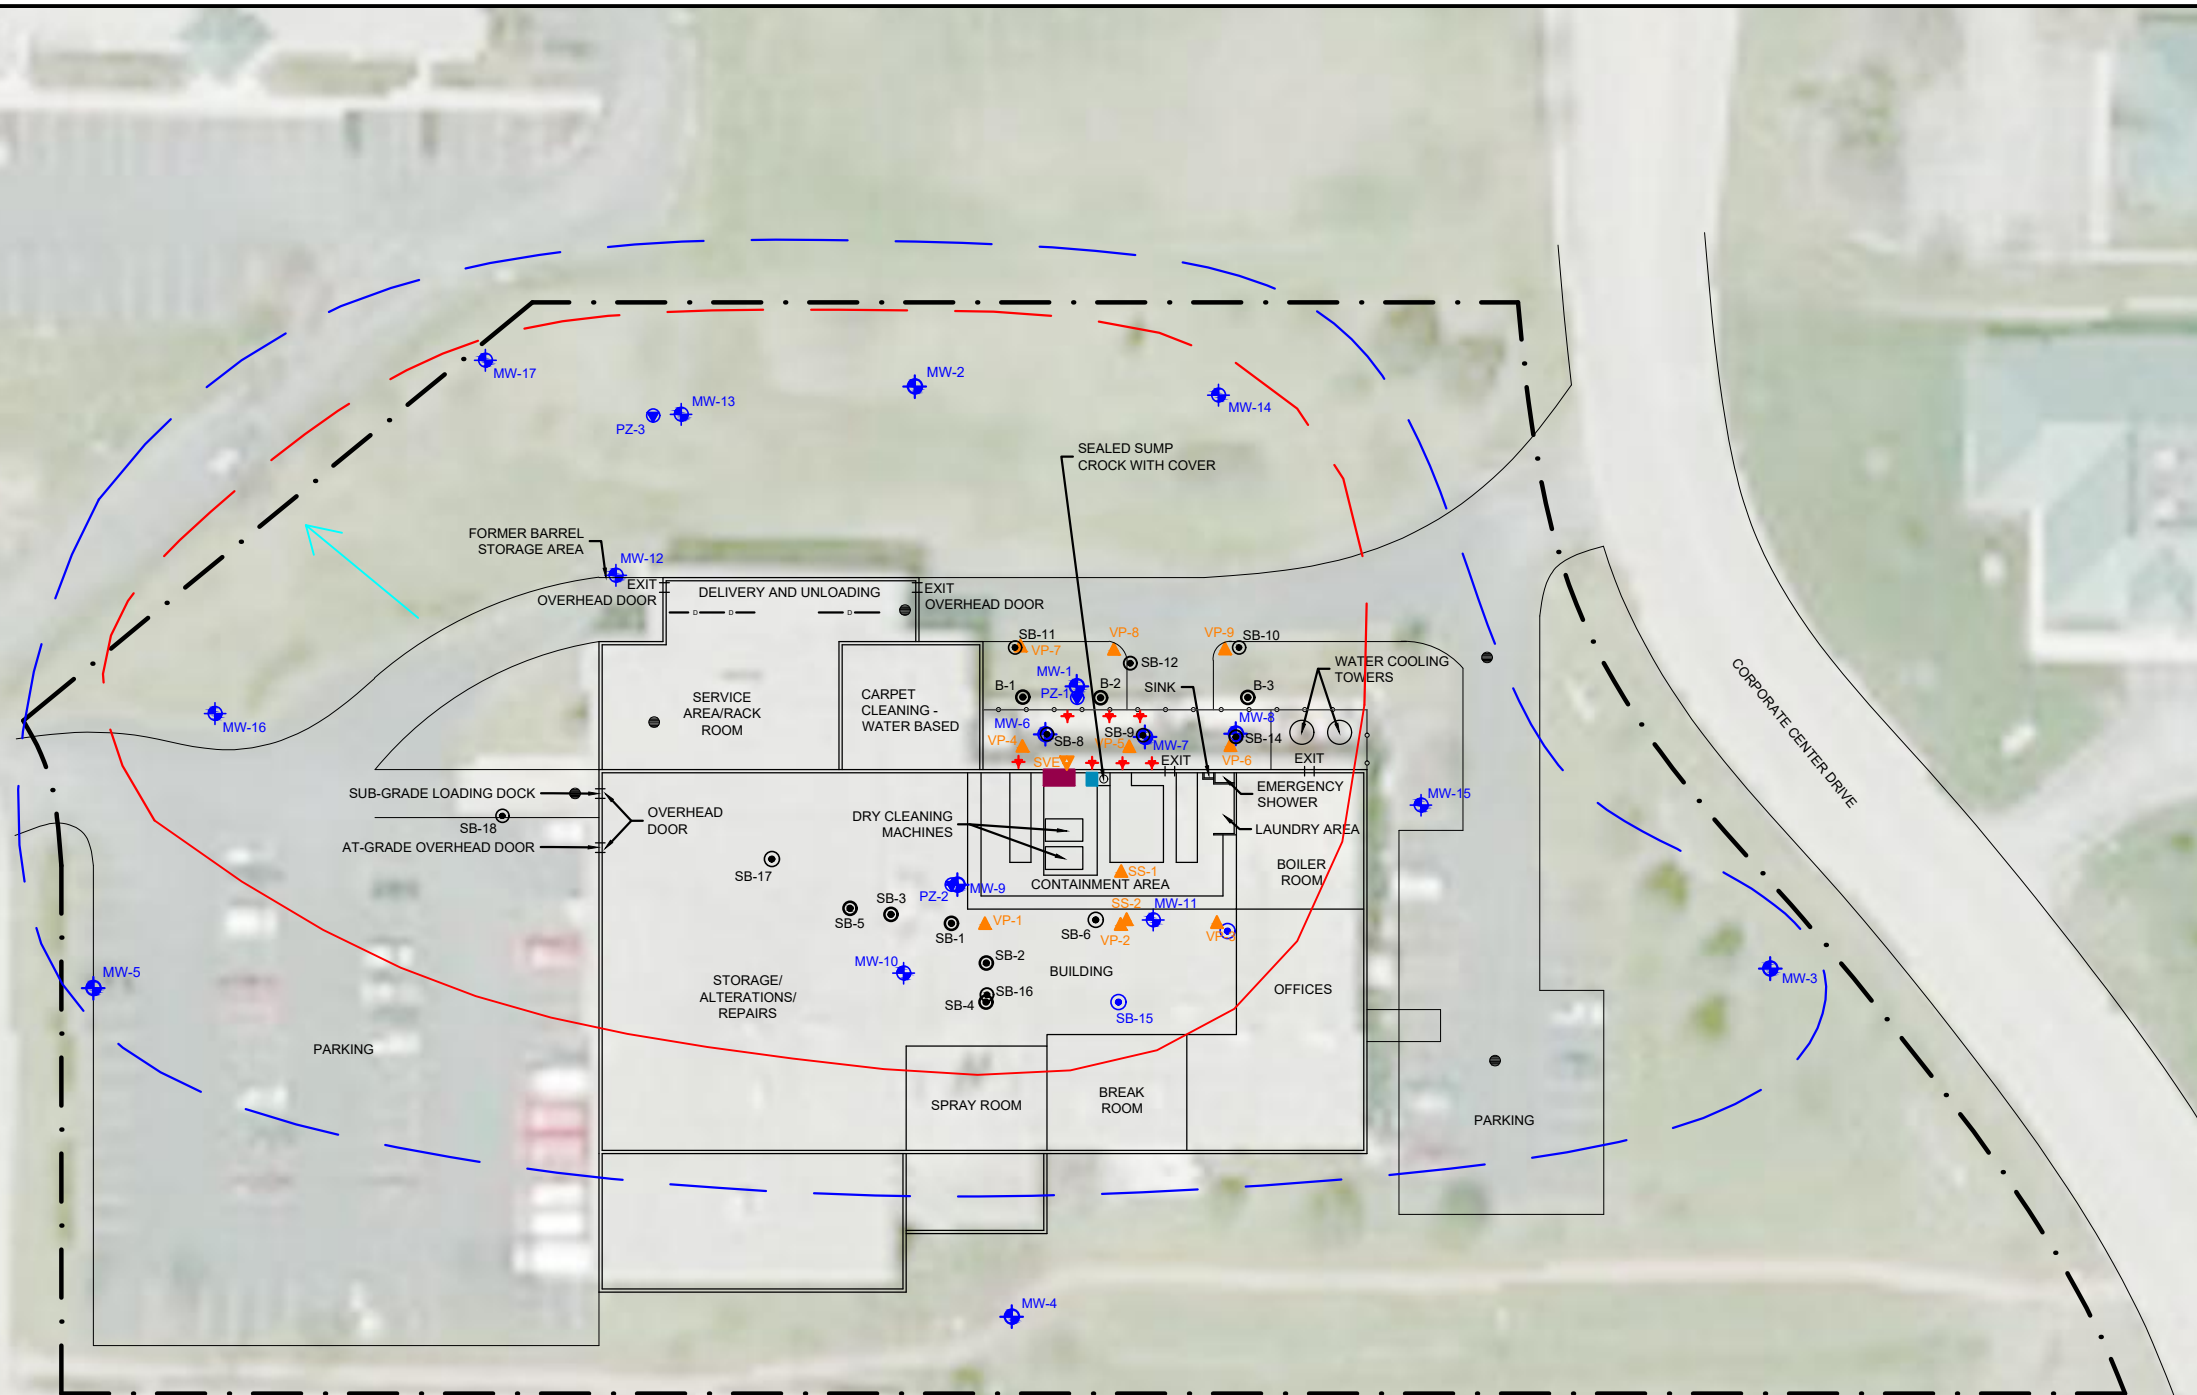 MW-17
MW-2
MW-13
PZ-3
MW-14
SEALED SUMP
CROCK WITH COVER
FORMER BARREL
STORAGE AREA
MW-12
EXIT
OVERHEAD DOOR
DELIVERY AND UNLOADING
EXIT
OVERHEAD DOOR
D
D
D
SB-11
VP-7
VP-8
VP-9
SB-10
SB-12
WATER COOLING
TOWERS
MW-1
PZ-1
B-1
B-2
SINK
B-3
SERVICE
AREA/RACK
ROOM
CARPET
CLEANING -
WATER BASED
MW-16
MW-6
SB-8
VP-4
SB-9
VP-5
MW-7
MW-8
SB-14
VP-6
SVE
EXIT
EXIT
CORPORATE CENTER DRIVE
SUB-GRADE LOADING DOCK
SB-18
AT-GRADE OVERHEAD DOOR
OVERHEAD
DOOR
DRY CLEANING
MACHINES
EMERGENCY
SHOWER
LAUNDRY AREA
MW-15
SB-17
SS-1
CONTAINMENT AREA
BOILER
ROOM
PZ-2
MW-9
SB-5
SB-3
SB-1
VP-1
SB-6
SS-2
VP-2
MW-11
MW-5
MW-10
SB-2
BUILDING
MW-3
STORAGE/
ALTERATIONS/
REPAIRS
SB-16
SB-4
SB-15
OFFICES
PARKING
SPRAY ROOM
BREAK
ROOM
PARKING
MW-4